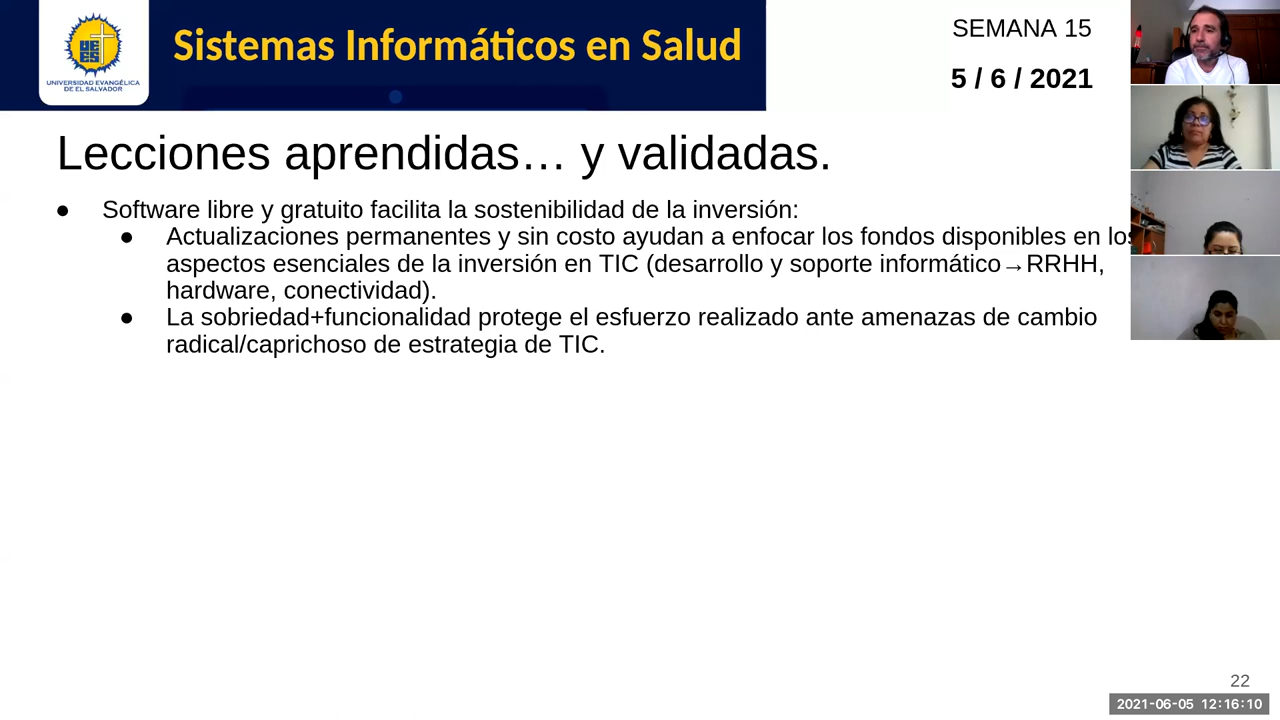 UNIVERSIDAD EVANGÉLICA
DE EL SALVADOR
Sistemas Informáticos en Salud
SEMANA 15
5 / 6 / 2021
Lecciones aprendidas… y validadas.
● Software libre y gratuito facilita la sostenibilidad de la inversión:
● Actualizaciones permanentes y sin costo ayudan a enfocar los fondos disponibles en los
aspectos esenciales de la inversión en TIC (desarrollo y soporte informático→RRHH,
hardware, conectividad).
● La sobriedad+funcionalidad protege el esfuerzo realizado ante amenazas de cambio
radical/caprichoso de estrategia de TIC.
22
2021-06-05 12:16:10